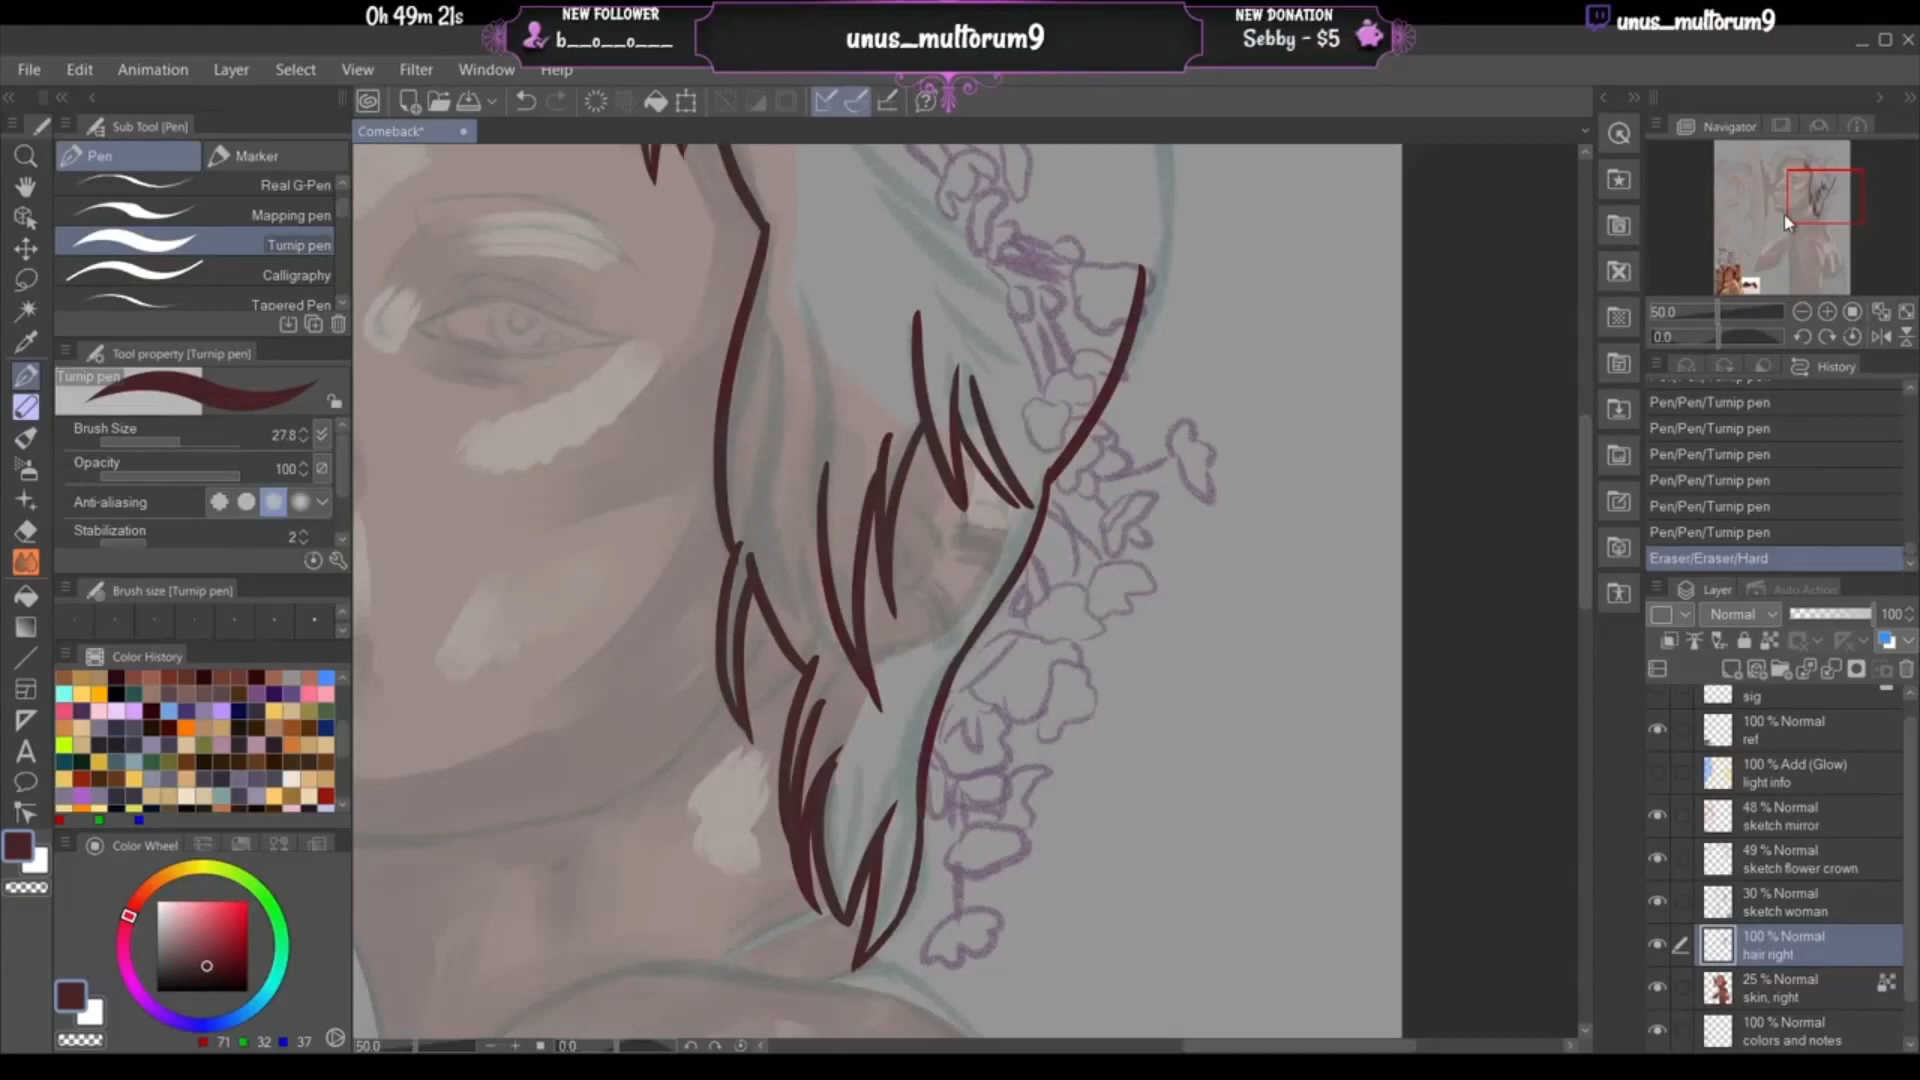 0h 49m 21s
NEW FOLLOWER
b__o__o___
unus_multorum9
NEW DONATION
Sebby - $5
unus_multorum9
File Edit Animation Layer Select View Filter Window Help
Sub Tool [Pen]
Pen Marker
Real G-Pen
Mapping pen
Turnip pen
Calligraphy
Tapered Pen
Tool property [Turnip pen]
Turnip pen
Brush Size 27.8
Opacity 100
Anti-aliasing
Stabilization 2
Brush size [Turnip pen]
Color History
Color Wheel
71 32 37
Comeback*
50.0 0.0
Navigator
50.0
0.0
History
Pen/Pen/Turnip pen
Pen/Pen/Turnip pen
Pen/Pen/Turnip pen
Pen/Pen/Turnip pen
Pen/Pen/Turnip pen
Pen/Pen/Turnip pen
Eraser/Eraser/Hard
Layer Auto Action
Normal 100
sig
100 % Normal
ref
100 % Add (Glow)
light info
48 % Normal
sketch mirror
49 % Normal
sketch flower crown
30 % Normal
sketch woman
100 % Normal
hair right
25 % Normal
skin, right
100 % Normal
colors and notes